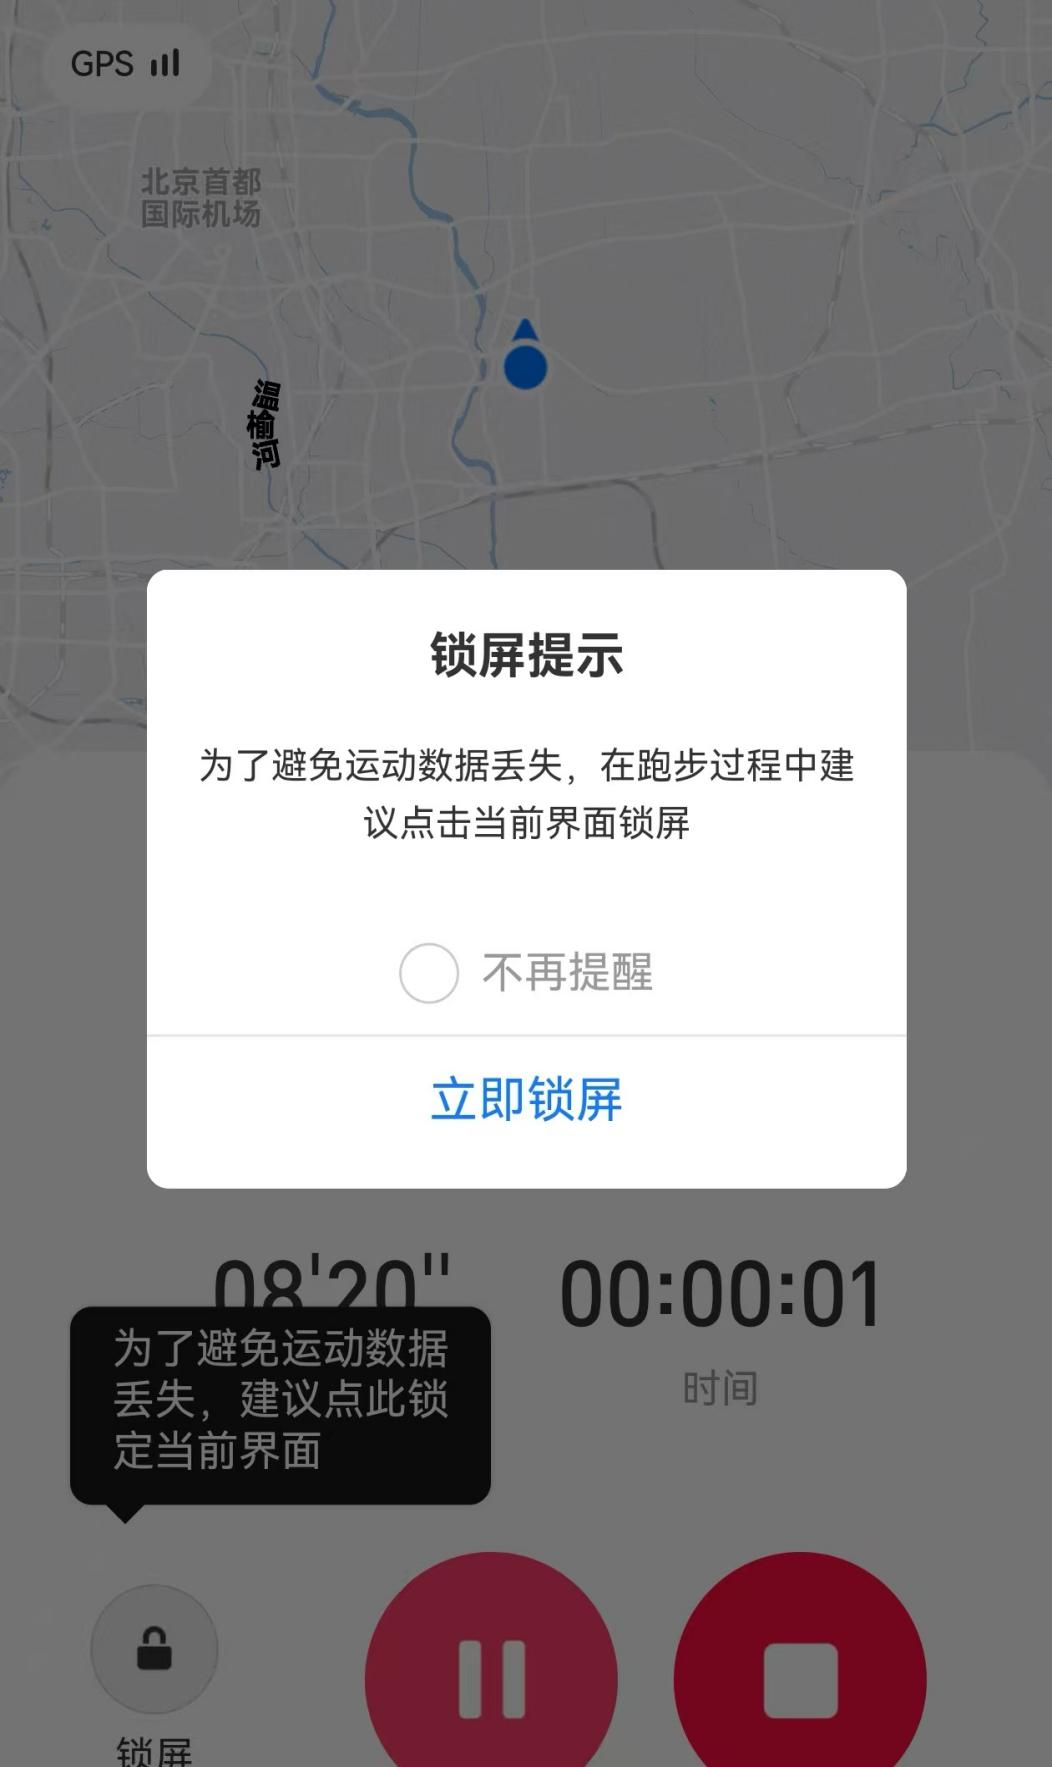 GPS
北京首都
国际机场
温榆河
锁屏提示
为了避免运动数据丢失，在跑步过程中建
议点击当前界面锁屏
不再提醒
立即锁屏
08'20"
00:00:01
时间
为了避免运动数据
丢失，建议点此锁
定当前界面
锁屏